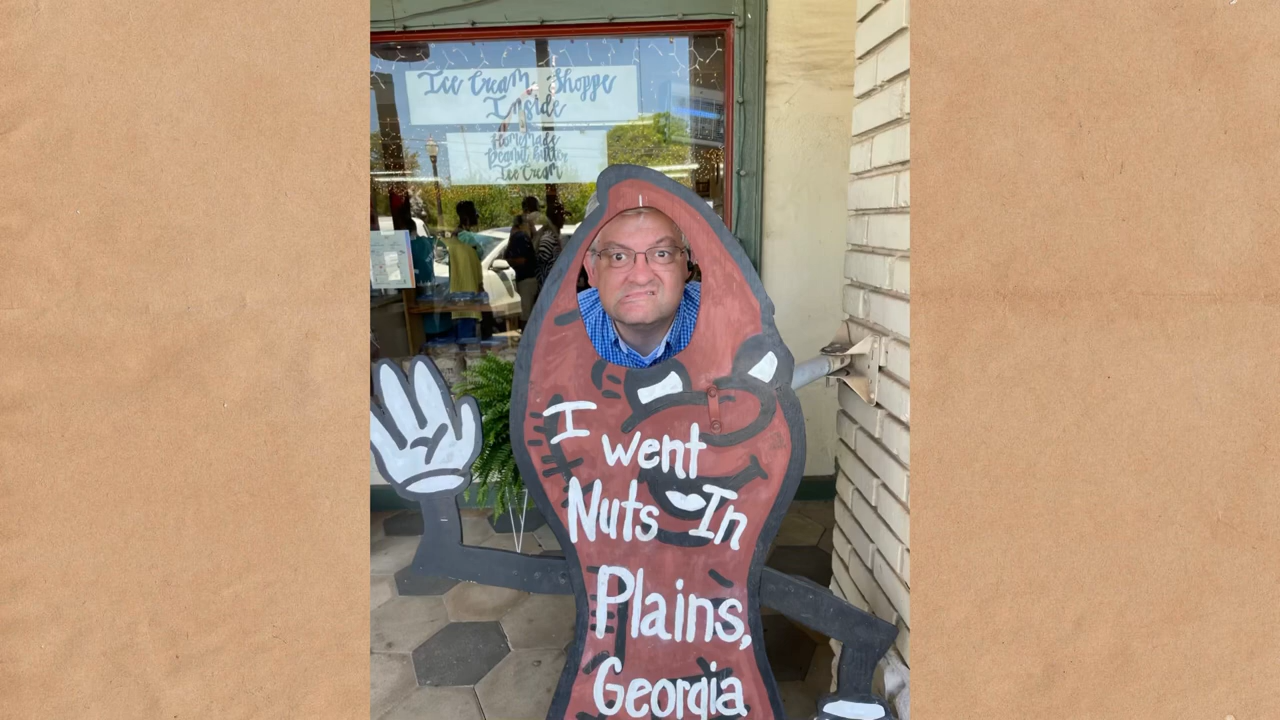 Ice Cream Shoppe
Inside
Homemade
Peanut Butter
Ice Cream
I
went
Nuts In
Plains,
Georgia